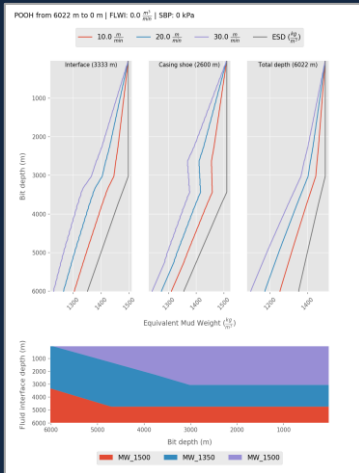 POOH from 6022 m to 0 m | FLWI: 0.0 m³/min | SBP: 0 kPa
10.0 m/min 20.0 m/min 30.0 m/min ESD (kg/m³)
Interface (3333 m) Casing shoe (2600 m) Total depth (6022 m)
Bit depth (m)
1000
2000
3000
4000
5000
6000
1300 1400 1500 1300 1400 1500 1200 1400
Equivalent Mud Weight (kg/m³)
Fluid interface depth (m)
1000
2000
3000
4000
5000
6000
6000 5000 4000 3000 2000 1000
Bit depth (m)
MW_1500 MW_1350 MW_1500